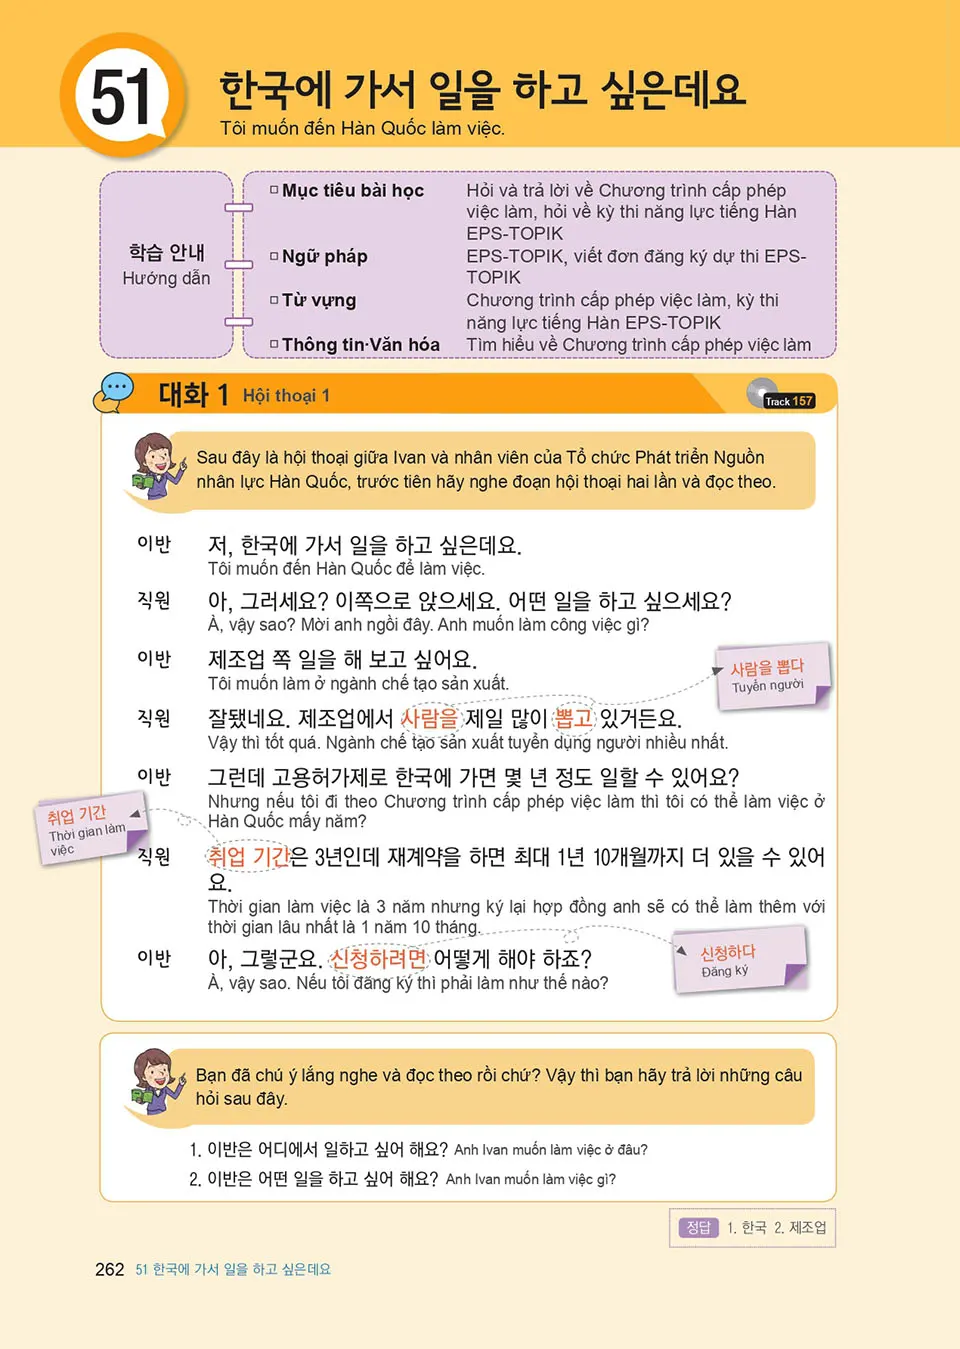 51
한국에 가서 일을 하고 싶은데요
Tôi muốn đến Hàn Quốc làm việc.
학습 안내
Hướng dẫn
□ Mục tiêu bài học Hỏi và trả lời về Chương trình cấp phép
việc làm, hỏi về kỳ thi năng lực tiếng Hàn
EPS-TOPIK
□ Ngữ pháp EPS-TOPIK, viết đơn đăng ký dự thi EPS-
TOPIK
□ Từ vựng Chương trình cấp phép việc làm, kỳ thi
năng lực tiếng Hàn EPS-TOPIK
□ Thông tin·Văn hóa Tìm hiểu về Chương trình cấp phép việc làm
대화 1 Hội thoại 1
Track 157
Sau đây là hội thoại giữa Ivan và nhân viên của Tổ chức Phát triển Nguồn
nhân lực Hàn Quốc, trước tiên hãy nghe đoạn hội thoại hai lần và đọc theo.
이반 저, 한국에 가서 일을 하고 싶은데요.
Tôi muốn đến Hàn Quốc để làm việc.
직원 아, 그러세요? 이쪽으로 앉으세요. 어떤 일을 하고 싶으세요?
À, vậy sao? Mời anh ngồi đây. Anh muốn làm công việc gì?
이반 제조업 쪽 일을 해 보고 싶어요.
Tôi muốn làm ở ngành chế tạo sản xuất.
사람을 뽑다
Tuyển người
직원 잘됐네요. 제조업에서 사람을 제일 많이 뽑고 있거든요.
Vậy thì tốt quá. Ngành chế tạo sản xuất tuyển dụng người nhiều nhất.
이반 그런데 고용허가제로 한국에 가면 몇 년 정도 일할 수 있어요?
Nhưng nếu tôi đi theo Chương trình cấp phép việc làm thì tôi có thể làm việc ở
Hàn Quốc mấy năm?
취업 기간
Thời gian làm
việc
직원 취업 기간은 3년인데 재계약을 하면 최대 1년 10개월까지 더 있을 수 있어
요.
Thời gian làm việc là 3 năm nhưng ký lại hợp đồng anh sẽ có thể làm thêm với
thời gian lâu nhất là 1 năm 10 tháng.
이반 아, 그렇군요. 신청하려면 어떻게 해야 하죠?
À, vậy sao. Nếu tôi đăng ký thì phải làm như thế nào?
신청하다
Đăng ký
Bạn đã chú ý lắng nghe và đọc theo rồi chứ? Vậy thì bạn hãy trả lời những câu
hỏi sau đây.
1. 이반은 어디에서 일하고 싶어 해요? Anh Ivan muốn làm việc ở đâu?
2. 이반은 어떤 일을 하고 싶어 해요? Anh Ivan muốn làm việc gì?
정답 1. 한국 2. 제조업
262 51 한국에 가서 일을 하고 싶은데요